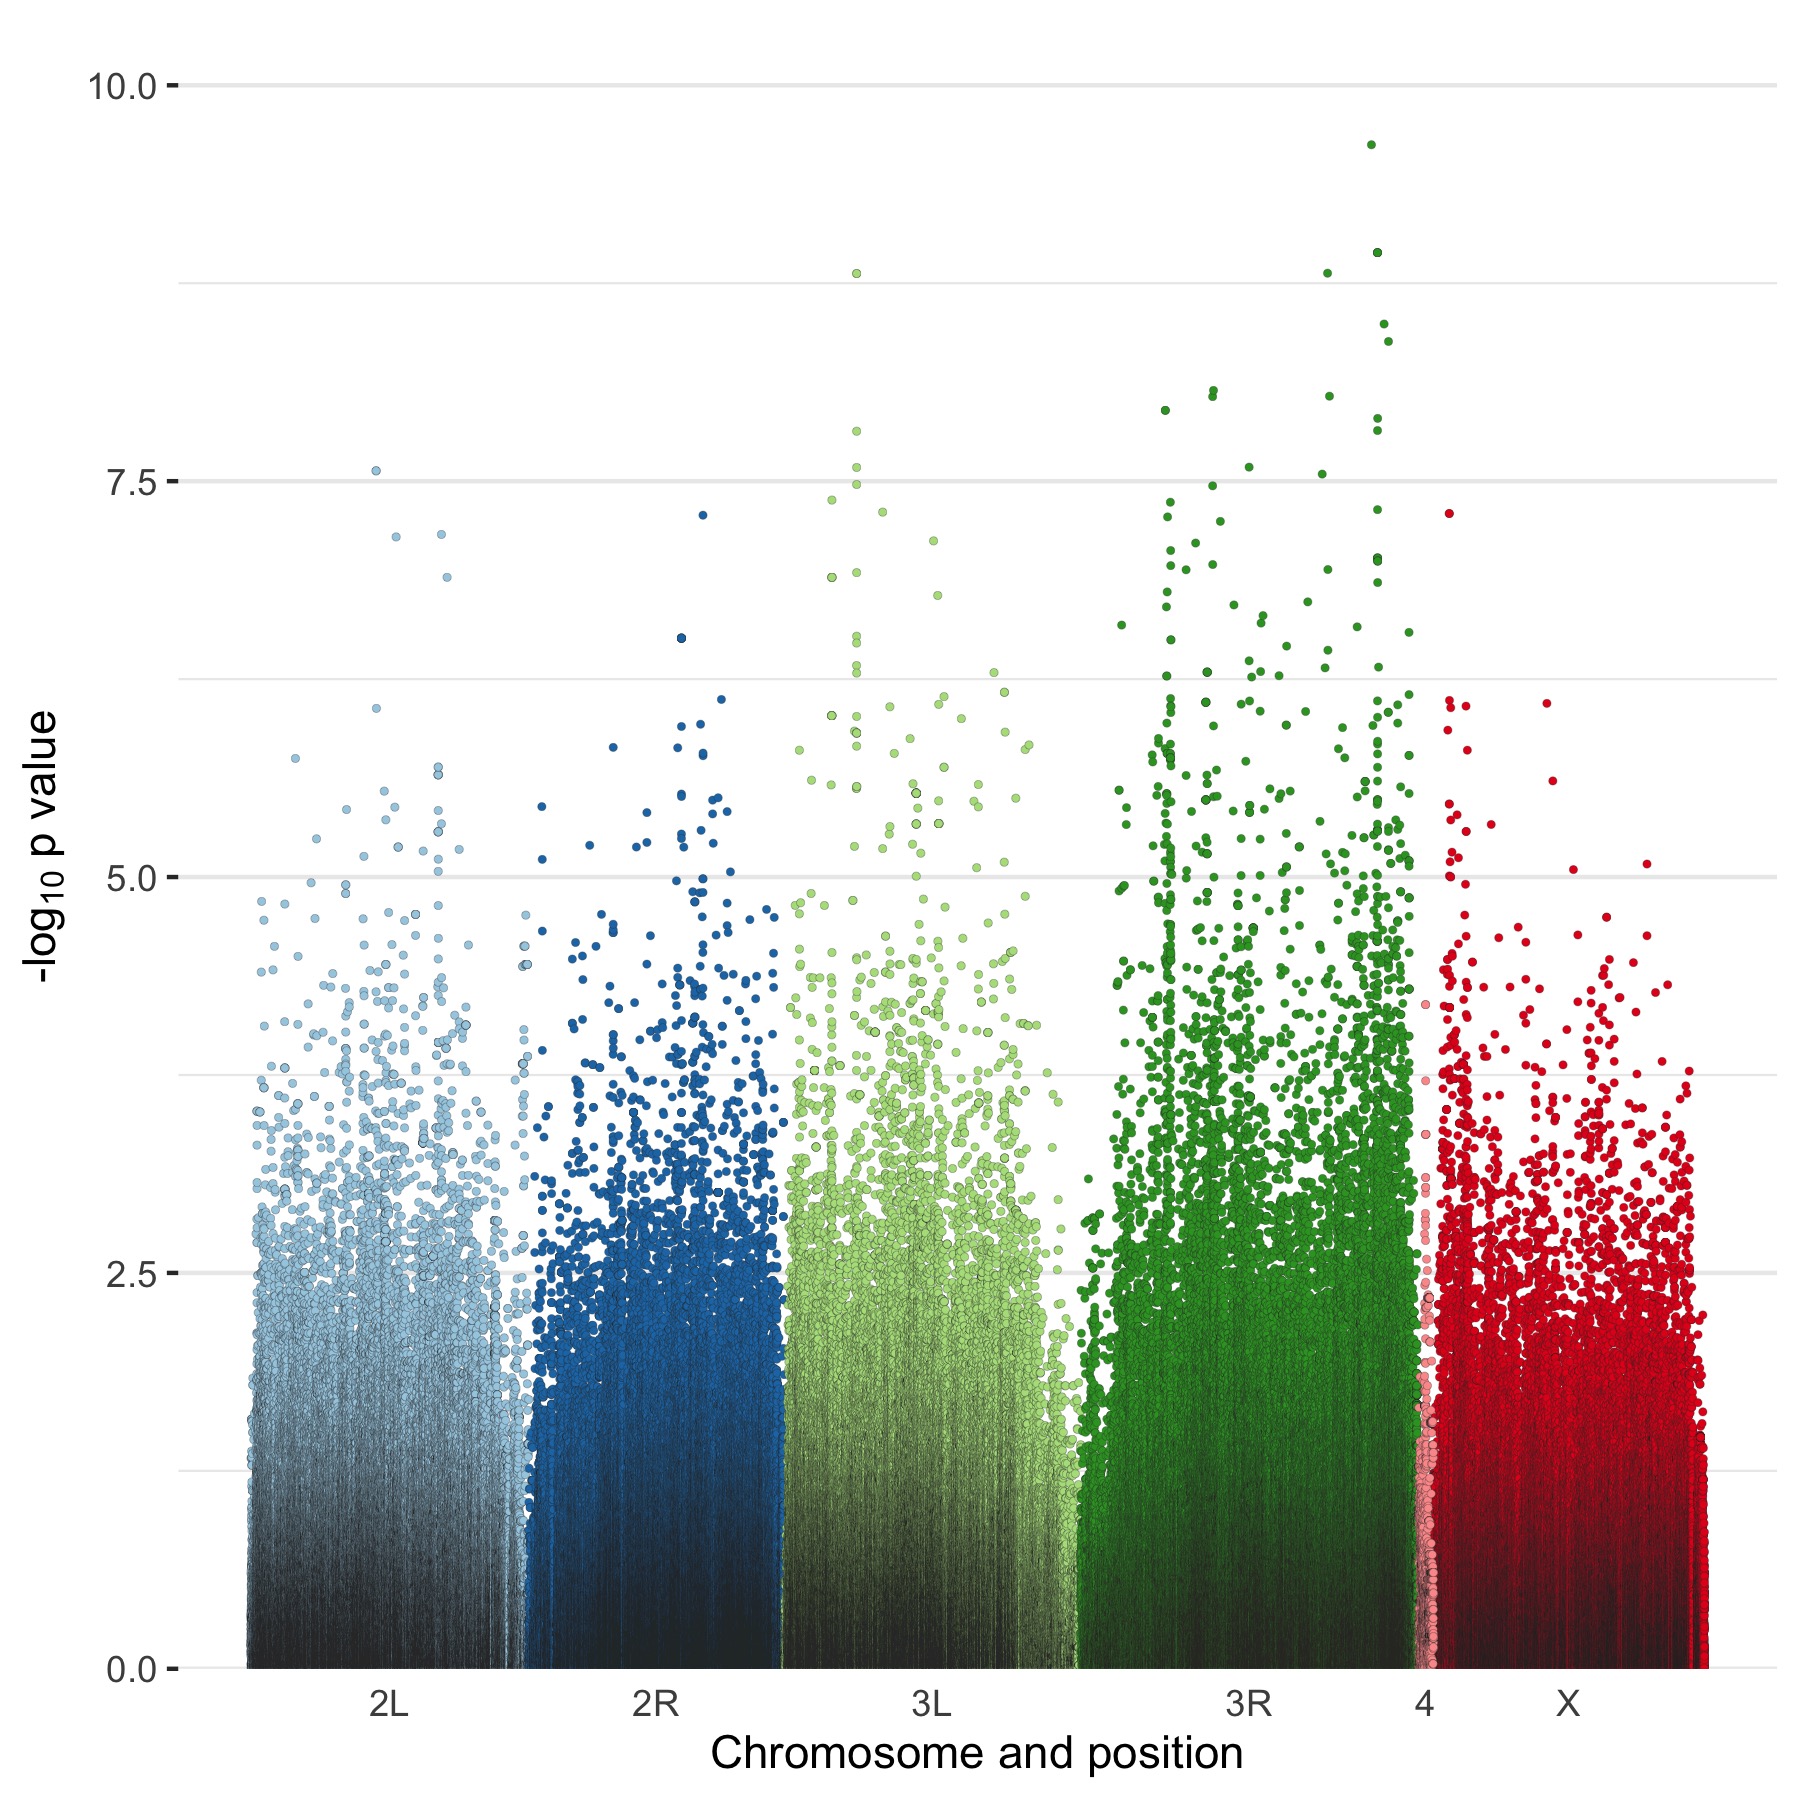 10.0
7.5
5.0
2.5
0.0
-log₁₀ p value
2L 2R 3L 3R 4 X
Chromosome and position